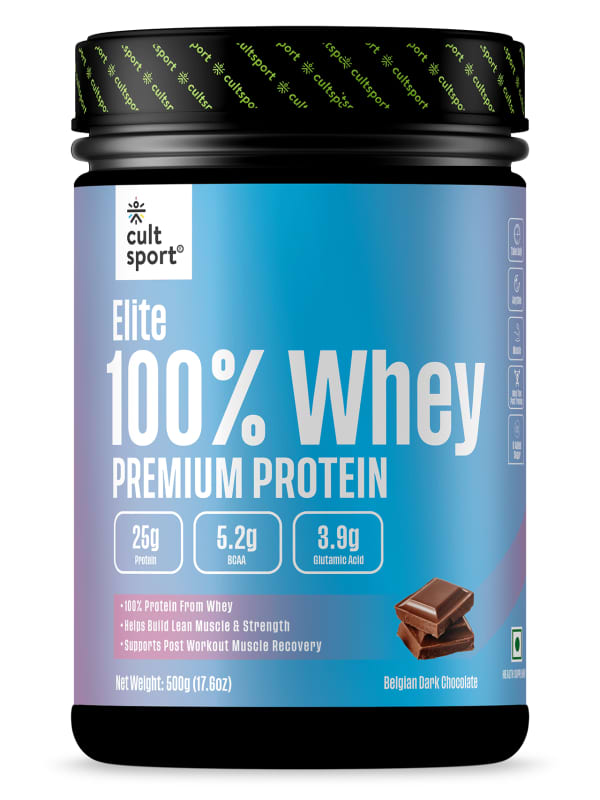 cult
sport
Elite
100% Whey
PREMIUM PROTEIN
25g
Protein
5.2g
BCAA
3.9g
Glutamic Acid
•100% Protein From Whey
•Helps Build Lean Muscle & Strength
•Supports Post Workout Muscle Recovery
Net Weight: 500g (17.6oz)
Belgian Dark Chocolate